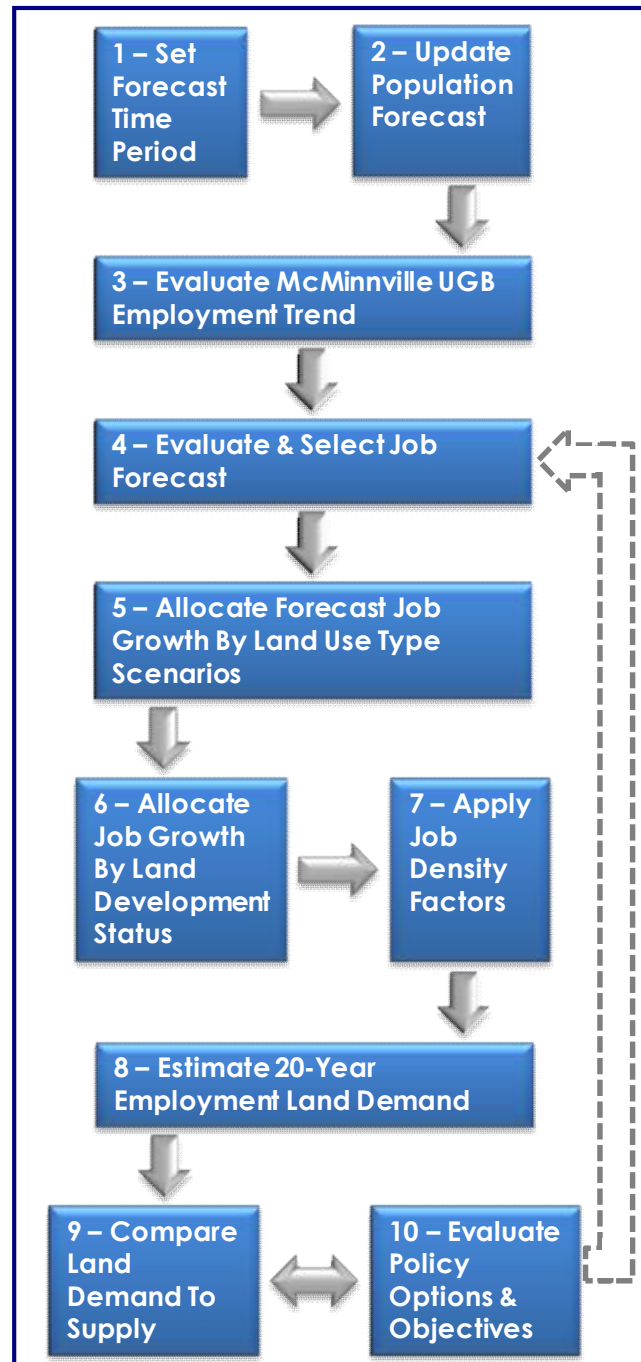 1 – Set
Forecast
Time
Period
2 – Update
Population
Forecast
3 – Evaluate McMinnville UGB
Employment Trend
4 – Evaluate & Select Job
Forecast
5 – Allocate Forecast Job
Growth By Land Use Type
Scenarios
6 – Allocate
Job Growth
By Land
Development
Status
7 – Apply
Job
Density
Factors
8 – Estimate 20-Year
Employment Land Demand
9 – Compare
Land
Demand To
Supply
10 – Evaluate
Policy
Options &
Objectives